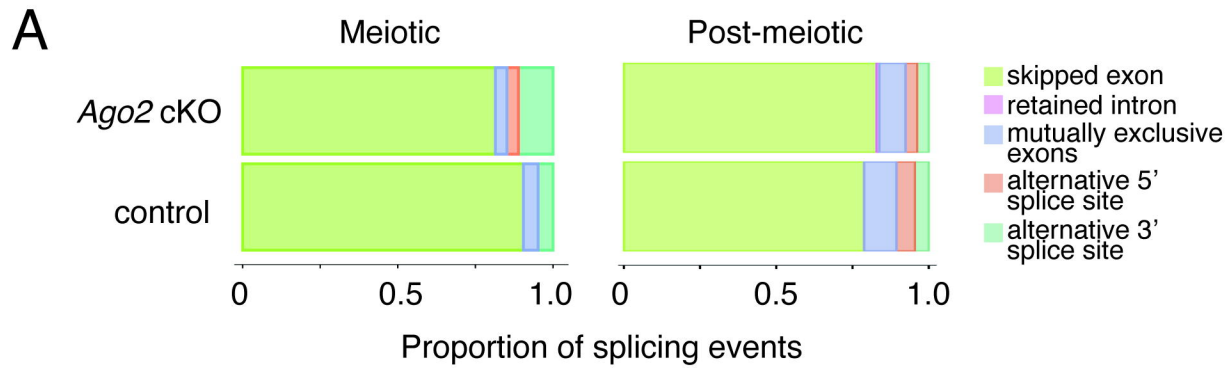 A
Meiotic
Post-meiotic
Ago2 cKO
control
skipped exon
retained intron
mutually exclusive
exons
alternative 5’
splice site
alternative 3’
splice site
0 0.5 1.0
0 0.5 1.0
Proportion of splicing events